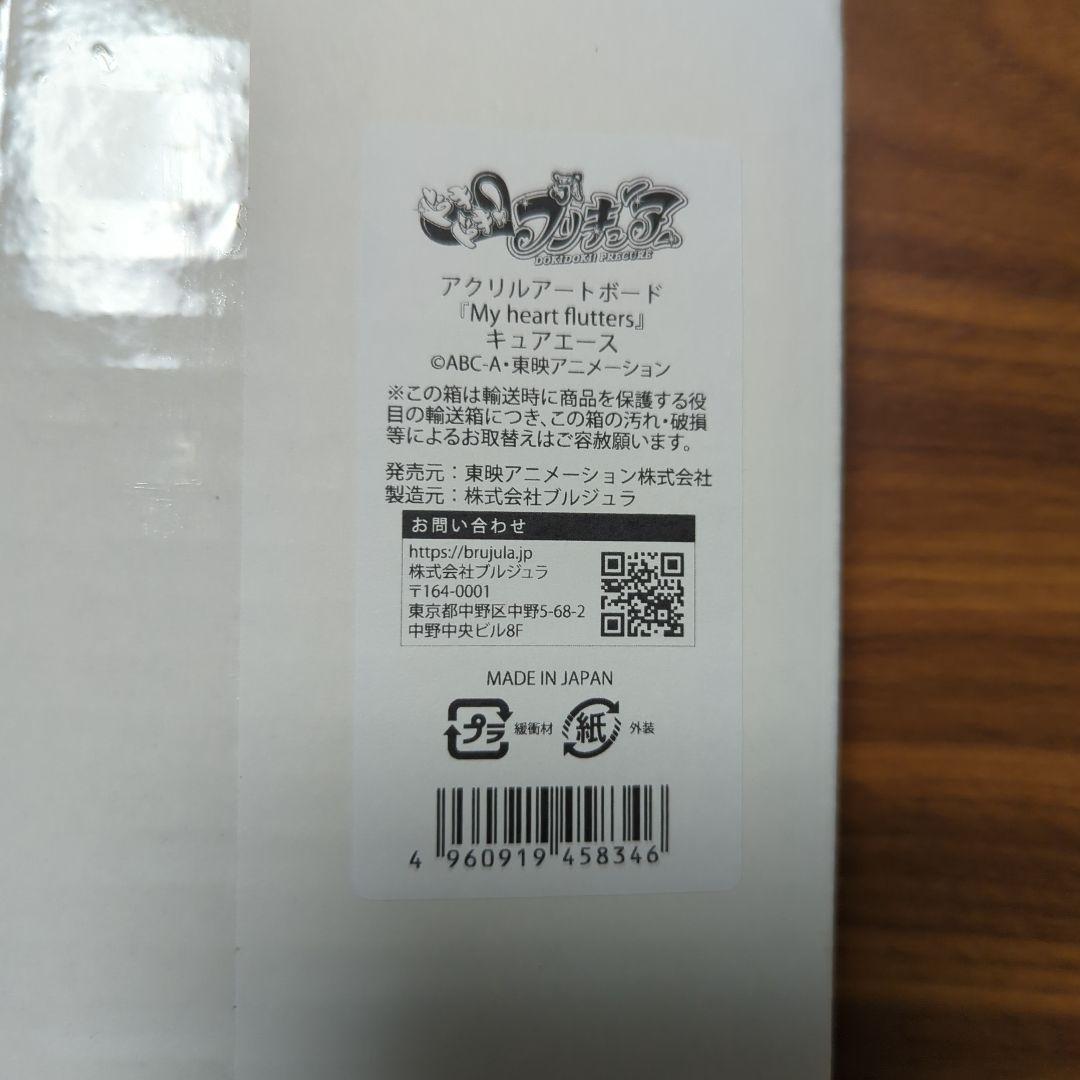 ドキドキ!プリキュア
DOKIDOKI! PRECURE
アクリルアートボード
『My heart flutters』
キュアエース
©ABC-A・東映アニメーション
※この箱は輸送時に商品を保護する役
目の輸送箱につき、この箱の汚れ・破損
等によるお取替えはご容赦願います。
発売元：東映アニメーション株式会社
製造元：株式会社ブルジュラ
お問い合わせ
https://brujula.jp
株式会社ブルジュラ
〒164-0001
東京都中野区中野5-68-2
中野中央ビル8F
MADE IN JAPAN
プラ 緩衝材 紙 外装
4 960919 458346